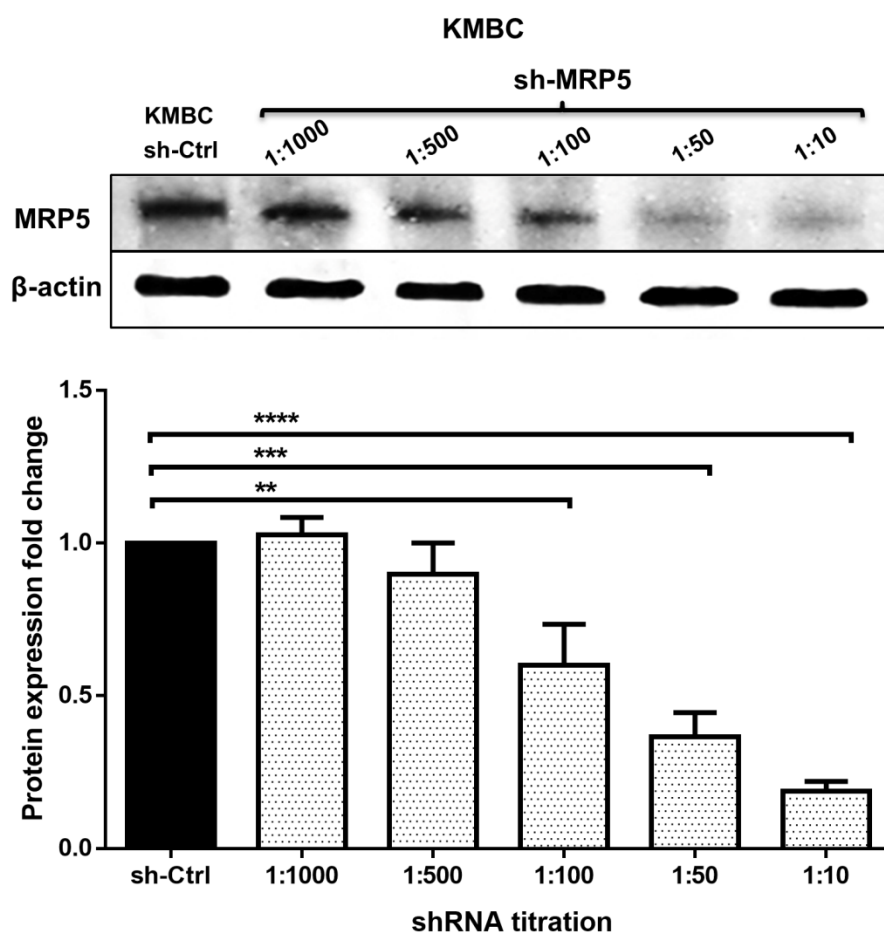 KMBC
sh-MRP5
KMBC
sh-Ctrl
1:1000
1:500
1:100
1:50
1:10
MRP5
β-actin
Protein expression fold change
1.5
1.0
0.5
0.0
****
***
**
sh-Ctrl
1:1000
1:500
1:100
1:50
1:10
shRNA titration